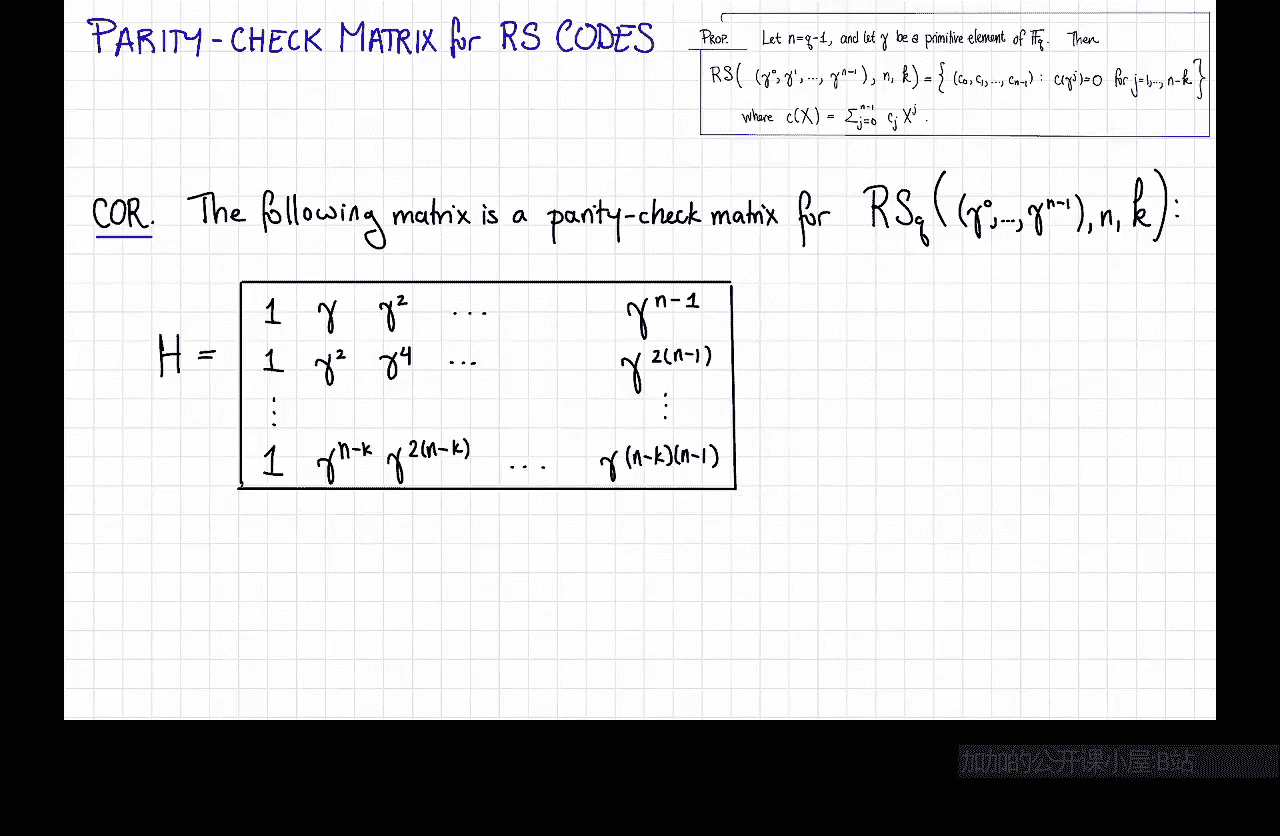 PARITY-CHECK MATRIX for RS CODES
PROP. Let n=q-1, and let γ be a primitive element of 𝔽q. Then
RS( (γ⁰, γ¹, ..., γⁿ⁻¹), n, k) = { (c₀, c₁, ..., cₙ₋₁) : c(γʲ)=0 for j=1,..., n-k }
where c(X) = Σⱼ₌₀ⁿ⁻¹ cⱼ Xʲ .
COR. The following matrix is a parity-check matrix for RSq((γ⁰,...,γⁿ⁻¹), n, k):
1 γ γ² ... γⁿ⁻¹
H = 1 γ² γ⁴ ... γ²⁽ⁿ⁻¹⁾
⋮ ⋮
1 γⁿ⁻ᵏ γ²⁽ⁿ⁻ᵏ⁾ ... γ⁽ⁿ⁻ᵏ⁾⁽ⁿ⁻¹⁾
加加的公开课小屋 B站